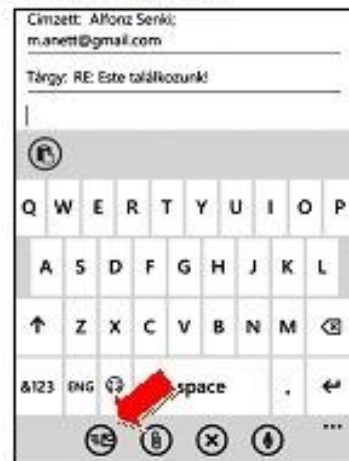 Címzett: Alfonz Senki;
m.anett@gmail.com
Tárgy: RE: Este találkozunk!
Q W E R T Y U I O P
A S D F G H J K L
Z X C V B N M
&123 ENG space .
...